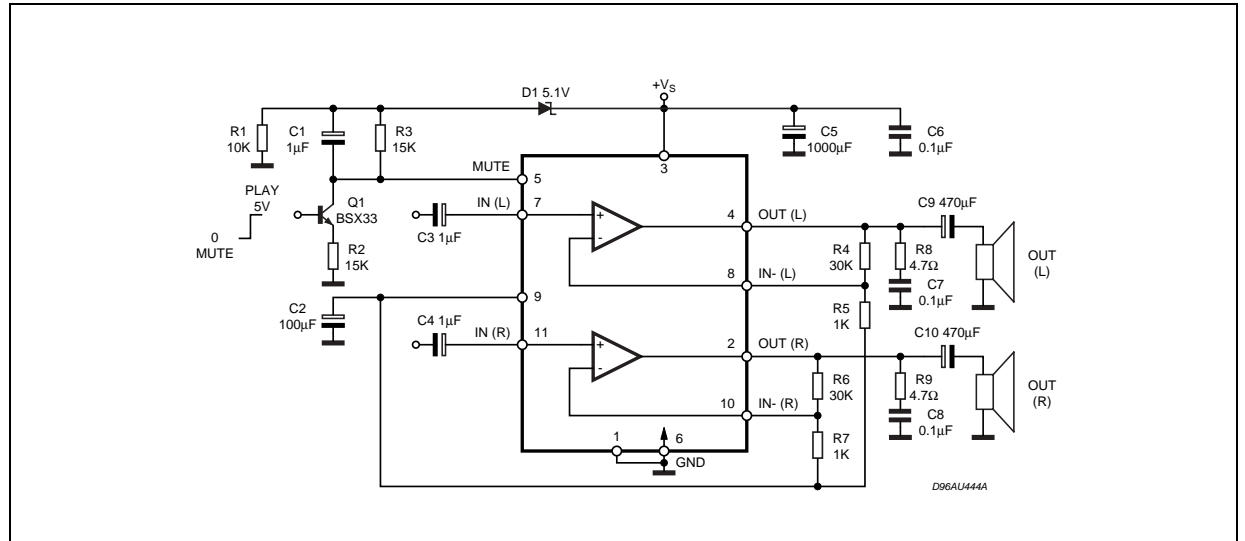 +VS
D1 5.1V
R1
10K
C1
1µF
R3
15K
C5
1000µF
C6
0.1µF
3
MUTE
5
PLAY
5V
Q1
BSX33
IN (L)
7
4
OUT (L)
C9 470µF
+
-
0
MUTE
C3 1µF
R2
15K
R4
30K
R8
4.7Ω
OUT
(L)
8
IN- (L)
C7
0.1µF
9
C2
100µF
R5
1K
C4 1µF
IN (R)
11
2
OUT (R)
C10 470µF
+
-
R6
30K
R9
4.7Ω
OUT
(R)
10
IN- (R)
C8
0.1µF
1
6
GND
R7
1K
D96AU444A